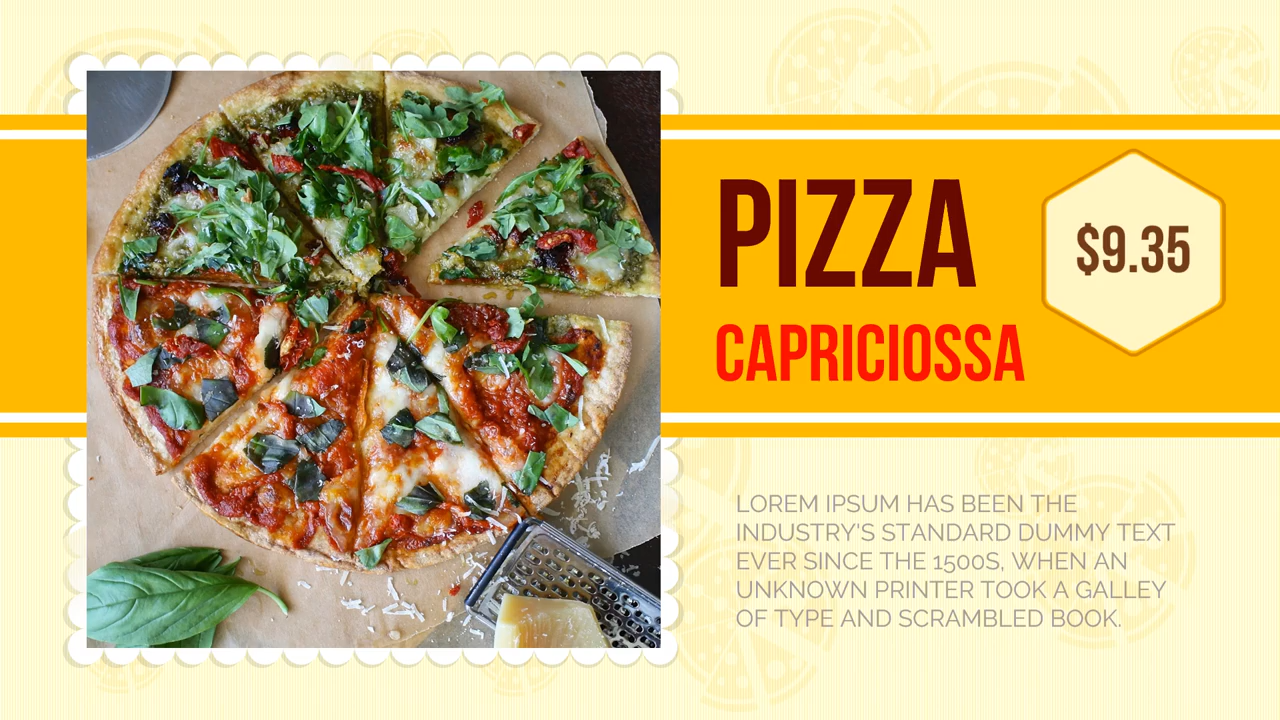 PIZZA
$9.35
CAPRICIOSSA
LOREM IPSUM HAS BEEN THE
INDUSTRY'S STANDARD DUMMY TEXT
EVER SINCE THE 1500S, WHEN AN
UNKNOWN PRINTER TOOK A GALLEY
OF TYPE AND SCRAMBLED BOOK.